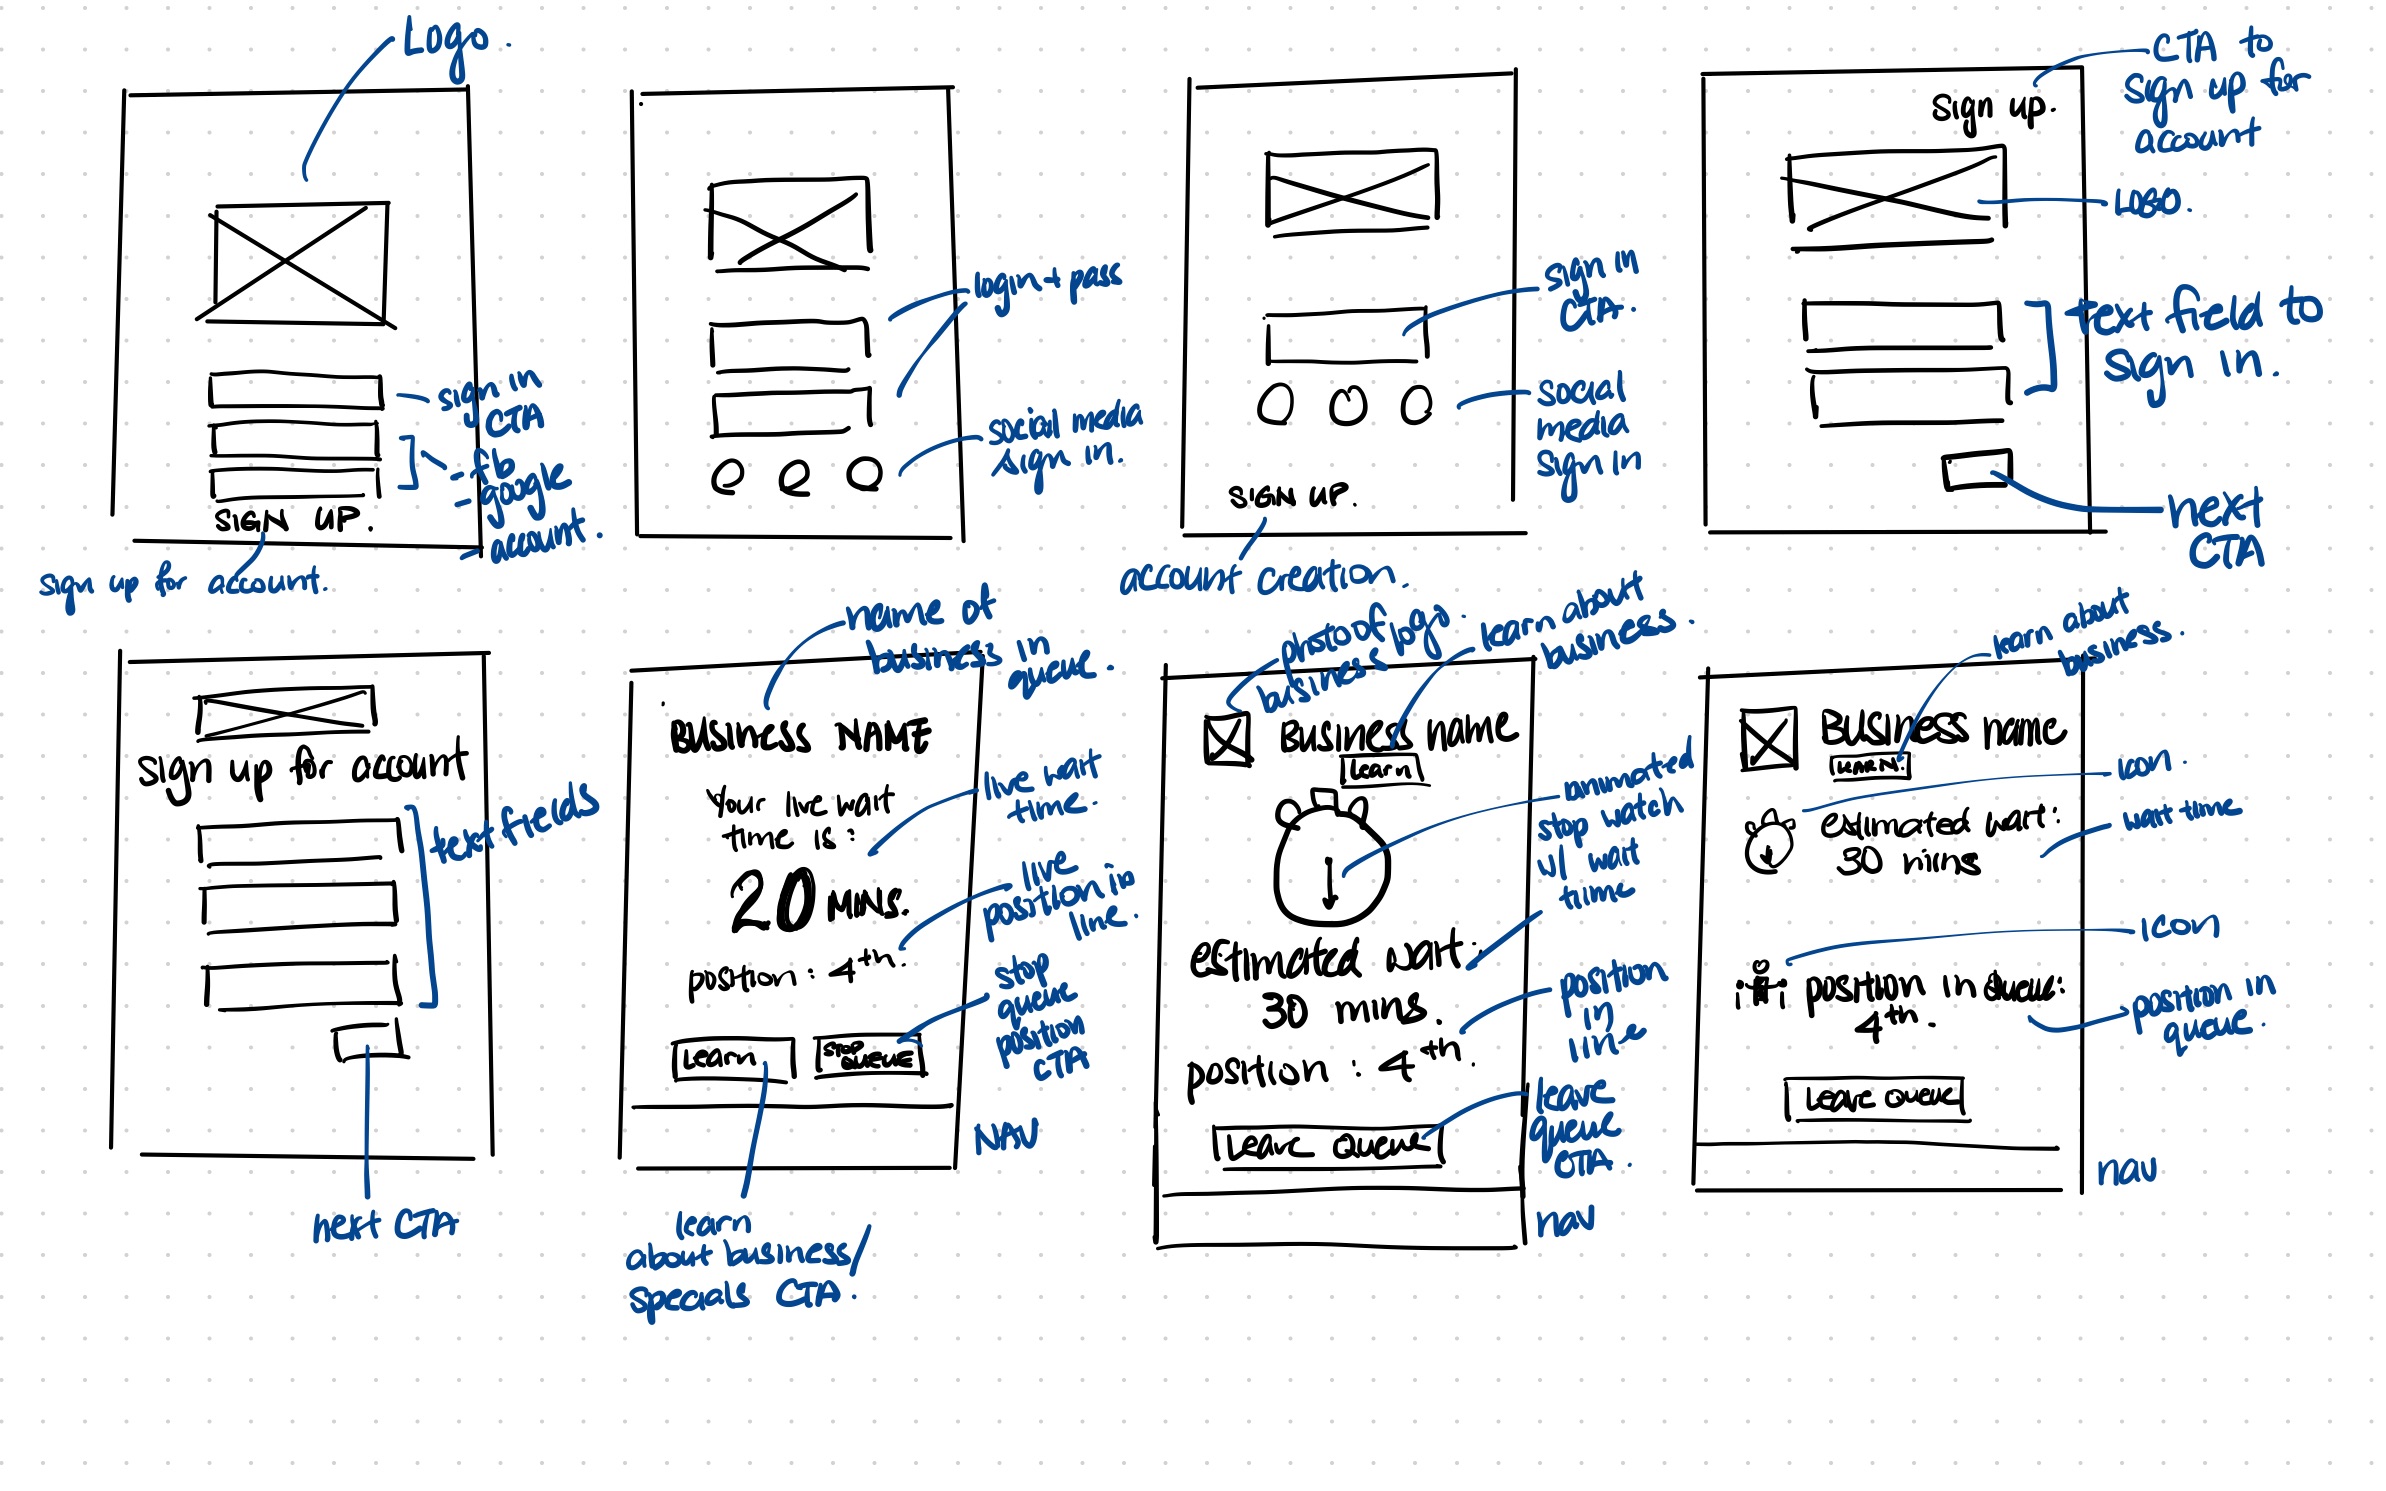 Logo.
sign in
CTA
- fb
- google
- account.
SIGN UP.
sign up for account.
login + pass
social media
sign in.
sign in
CTA.
social
media
sign in
SIGN UP.
account creation.
CTA to
sign up for
account
sign up.
LOGO.
text field to
sign in.
next
CTA
sign up for account
text fields
next CTA
name of
business in
queue.
BUSINESS NAME
Your live wait
time is:
20 MINS.
position: 4th.
live wait
time.
live
position in
line.
stop
queue
position
CTA
Learn
STOP
QUEUE
NAV
learn
about business
specials CTA!
photo of logo.
business
learn about
business.
Business name
Learn
animated
stop watch
w/ wait
time
estimated wait:
30 mins.
position
in
line
position: 4th.
leave
queue
CTA.
Leave Queue
nav
learn about
business.
Business name
LEARN.
icon.
estimated wait:
30 mins
wait time
icon
position in Queue:
4th.
position in
queue.
Leave Queue
nav